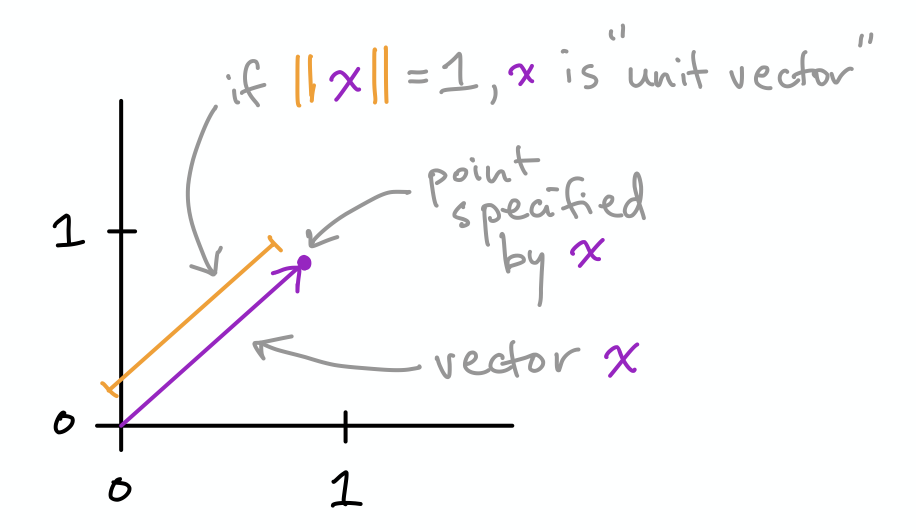 if ||x|| = 1, x is "unit vector"
point
specified
by x
1
vector x
0
0 1